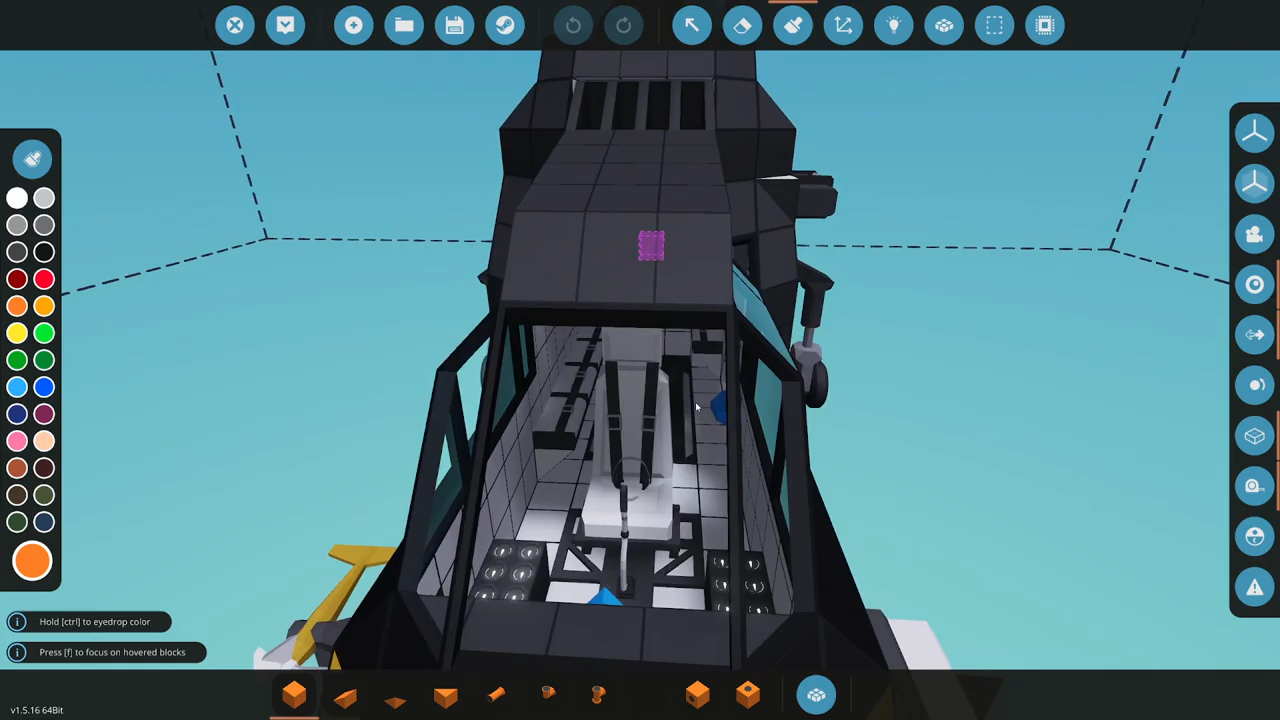 Hold [ctrl] to eyedrop color
Press [f] to focus on hovered blocks
v1.5.16 64Bit